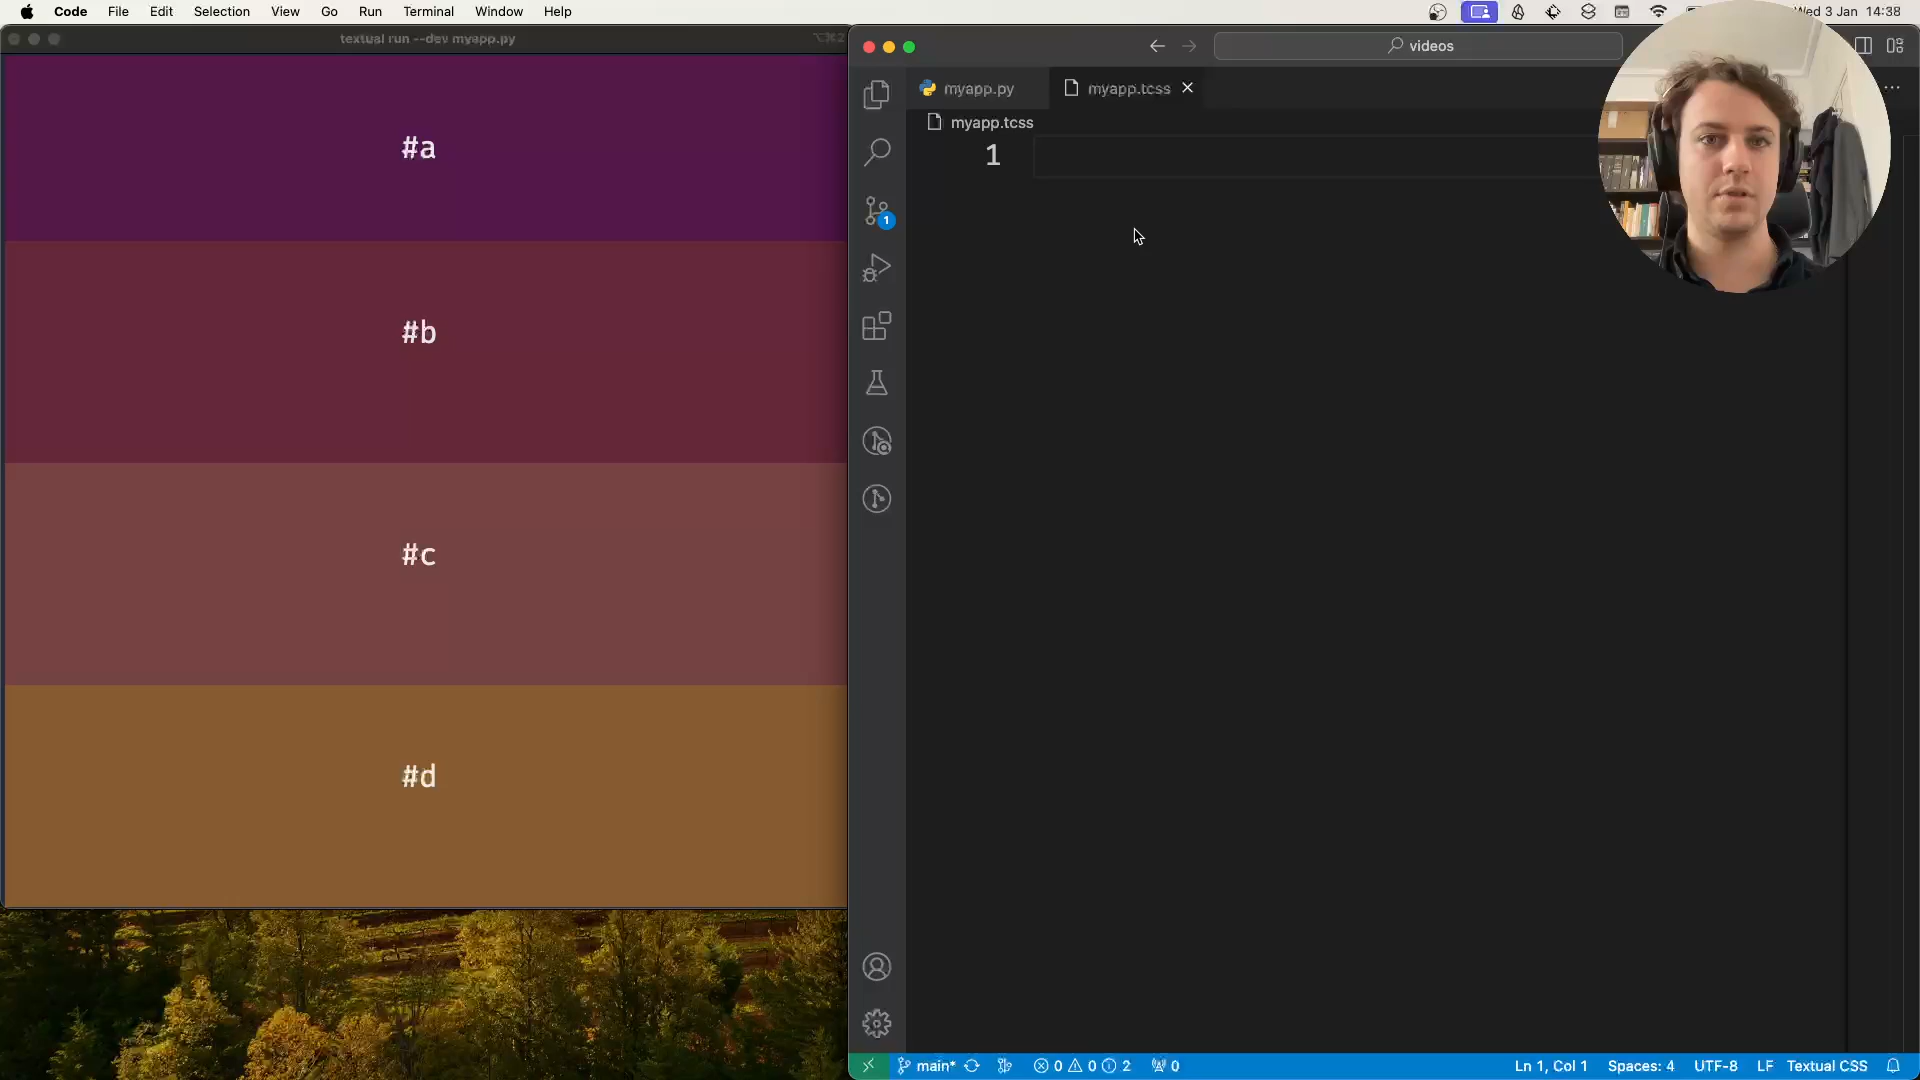 Code File Edit Selection View Go Run Terminal Window Help
Wed 3 Jan 14:38
textual run --dev myapp.py
⌥⌘2
videos
myapp.py
myapp.tcss
myapp.tcss
1
1
#a
#b
#c
#d
main*
0 0 2
0
Ln 1, Col 1
Spaces: 4
UTF-8
LF
Textual CSS